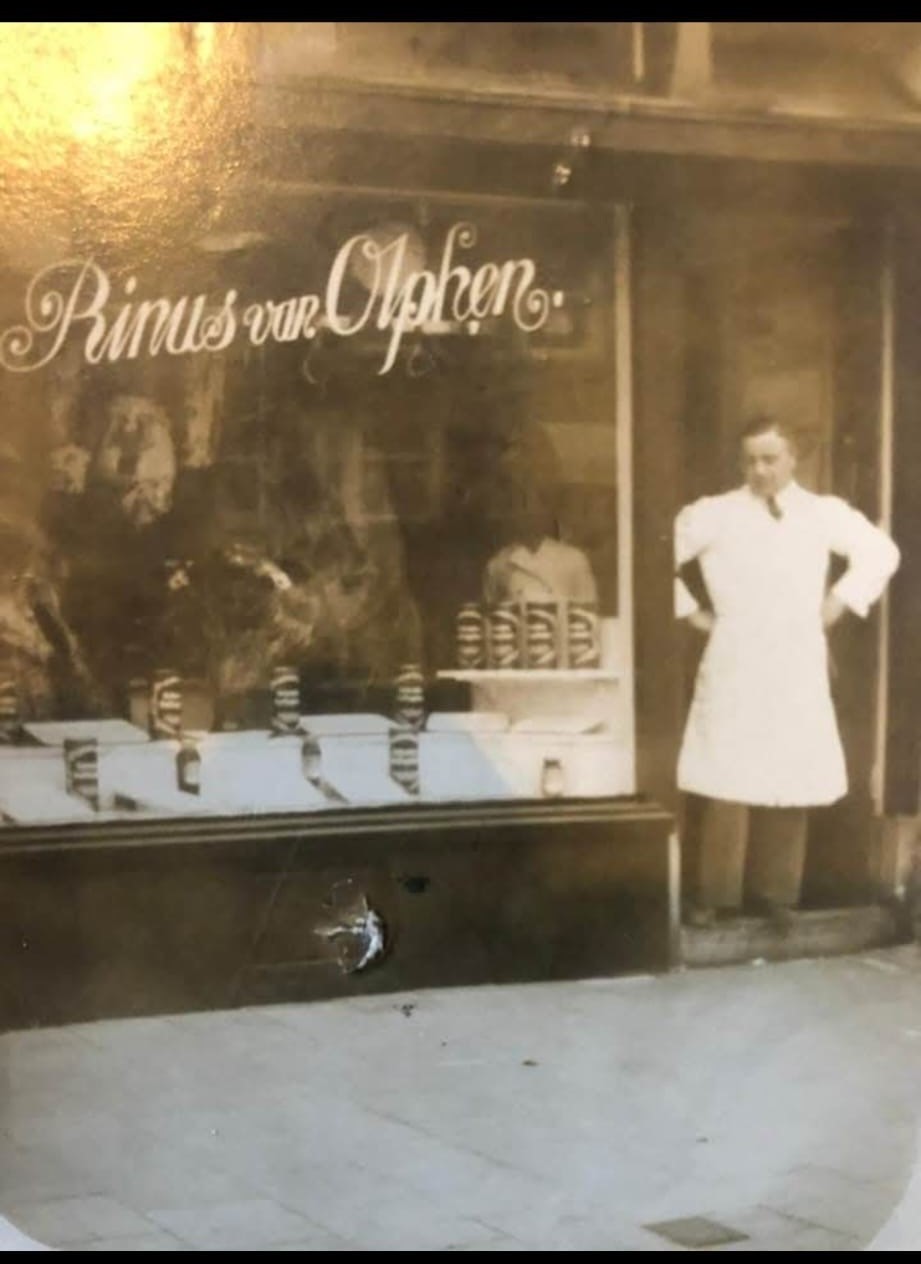 Rinus van Olphen.